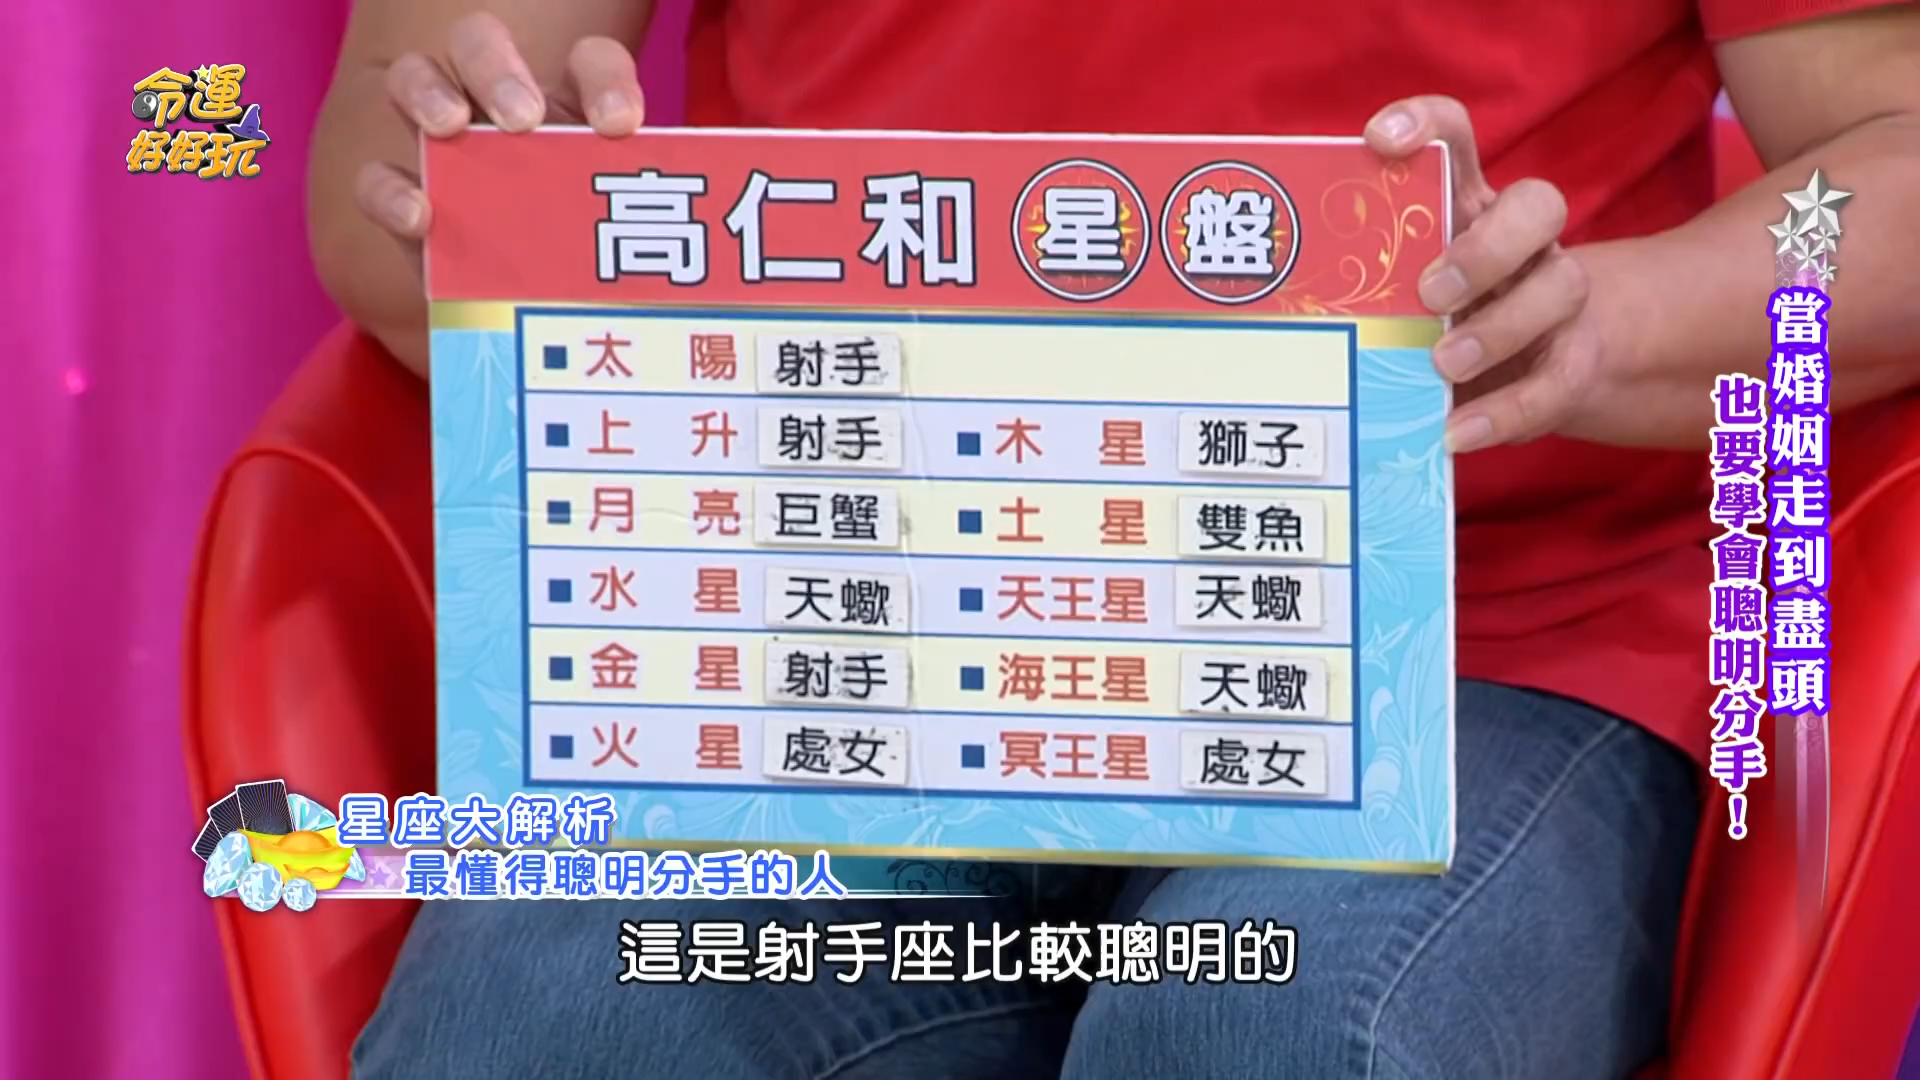 命運
好好玩
高仁和星盤
太陽 射手
上升 射手 木星 獅子
月亮 巨蟹 土星 雙魚
水星 天蠍 天王星 天蠍
金星 射手 海王星 天蠍
火星 處女 冥王星 處女
當婚姻走到盡頭
也要學會聰明分手！
星座大解析
最懂得聰明分手的人
這是射手座比較聰明的